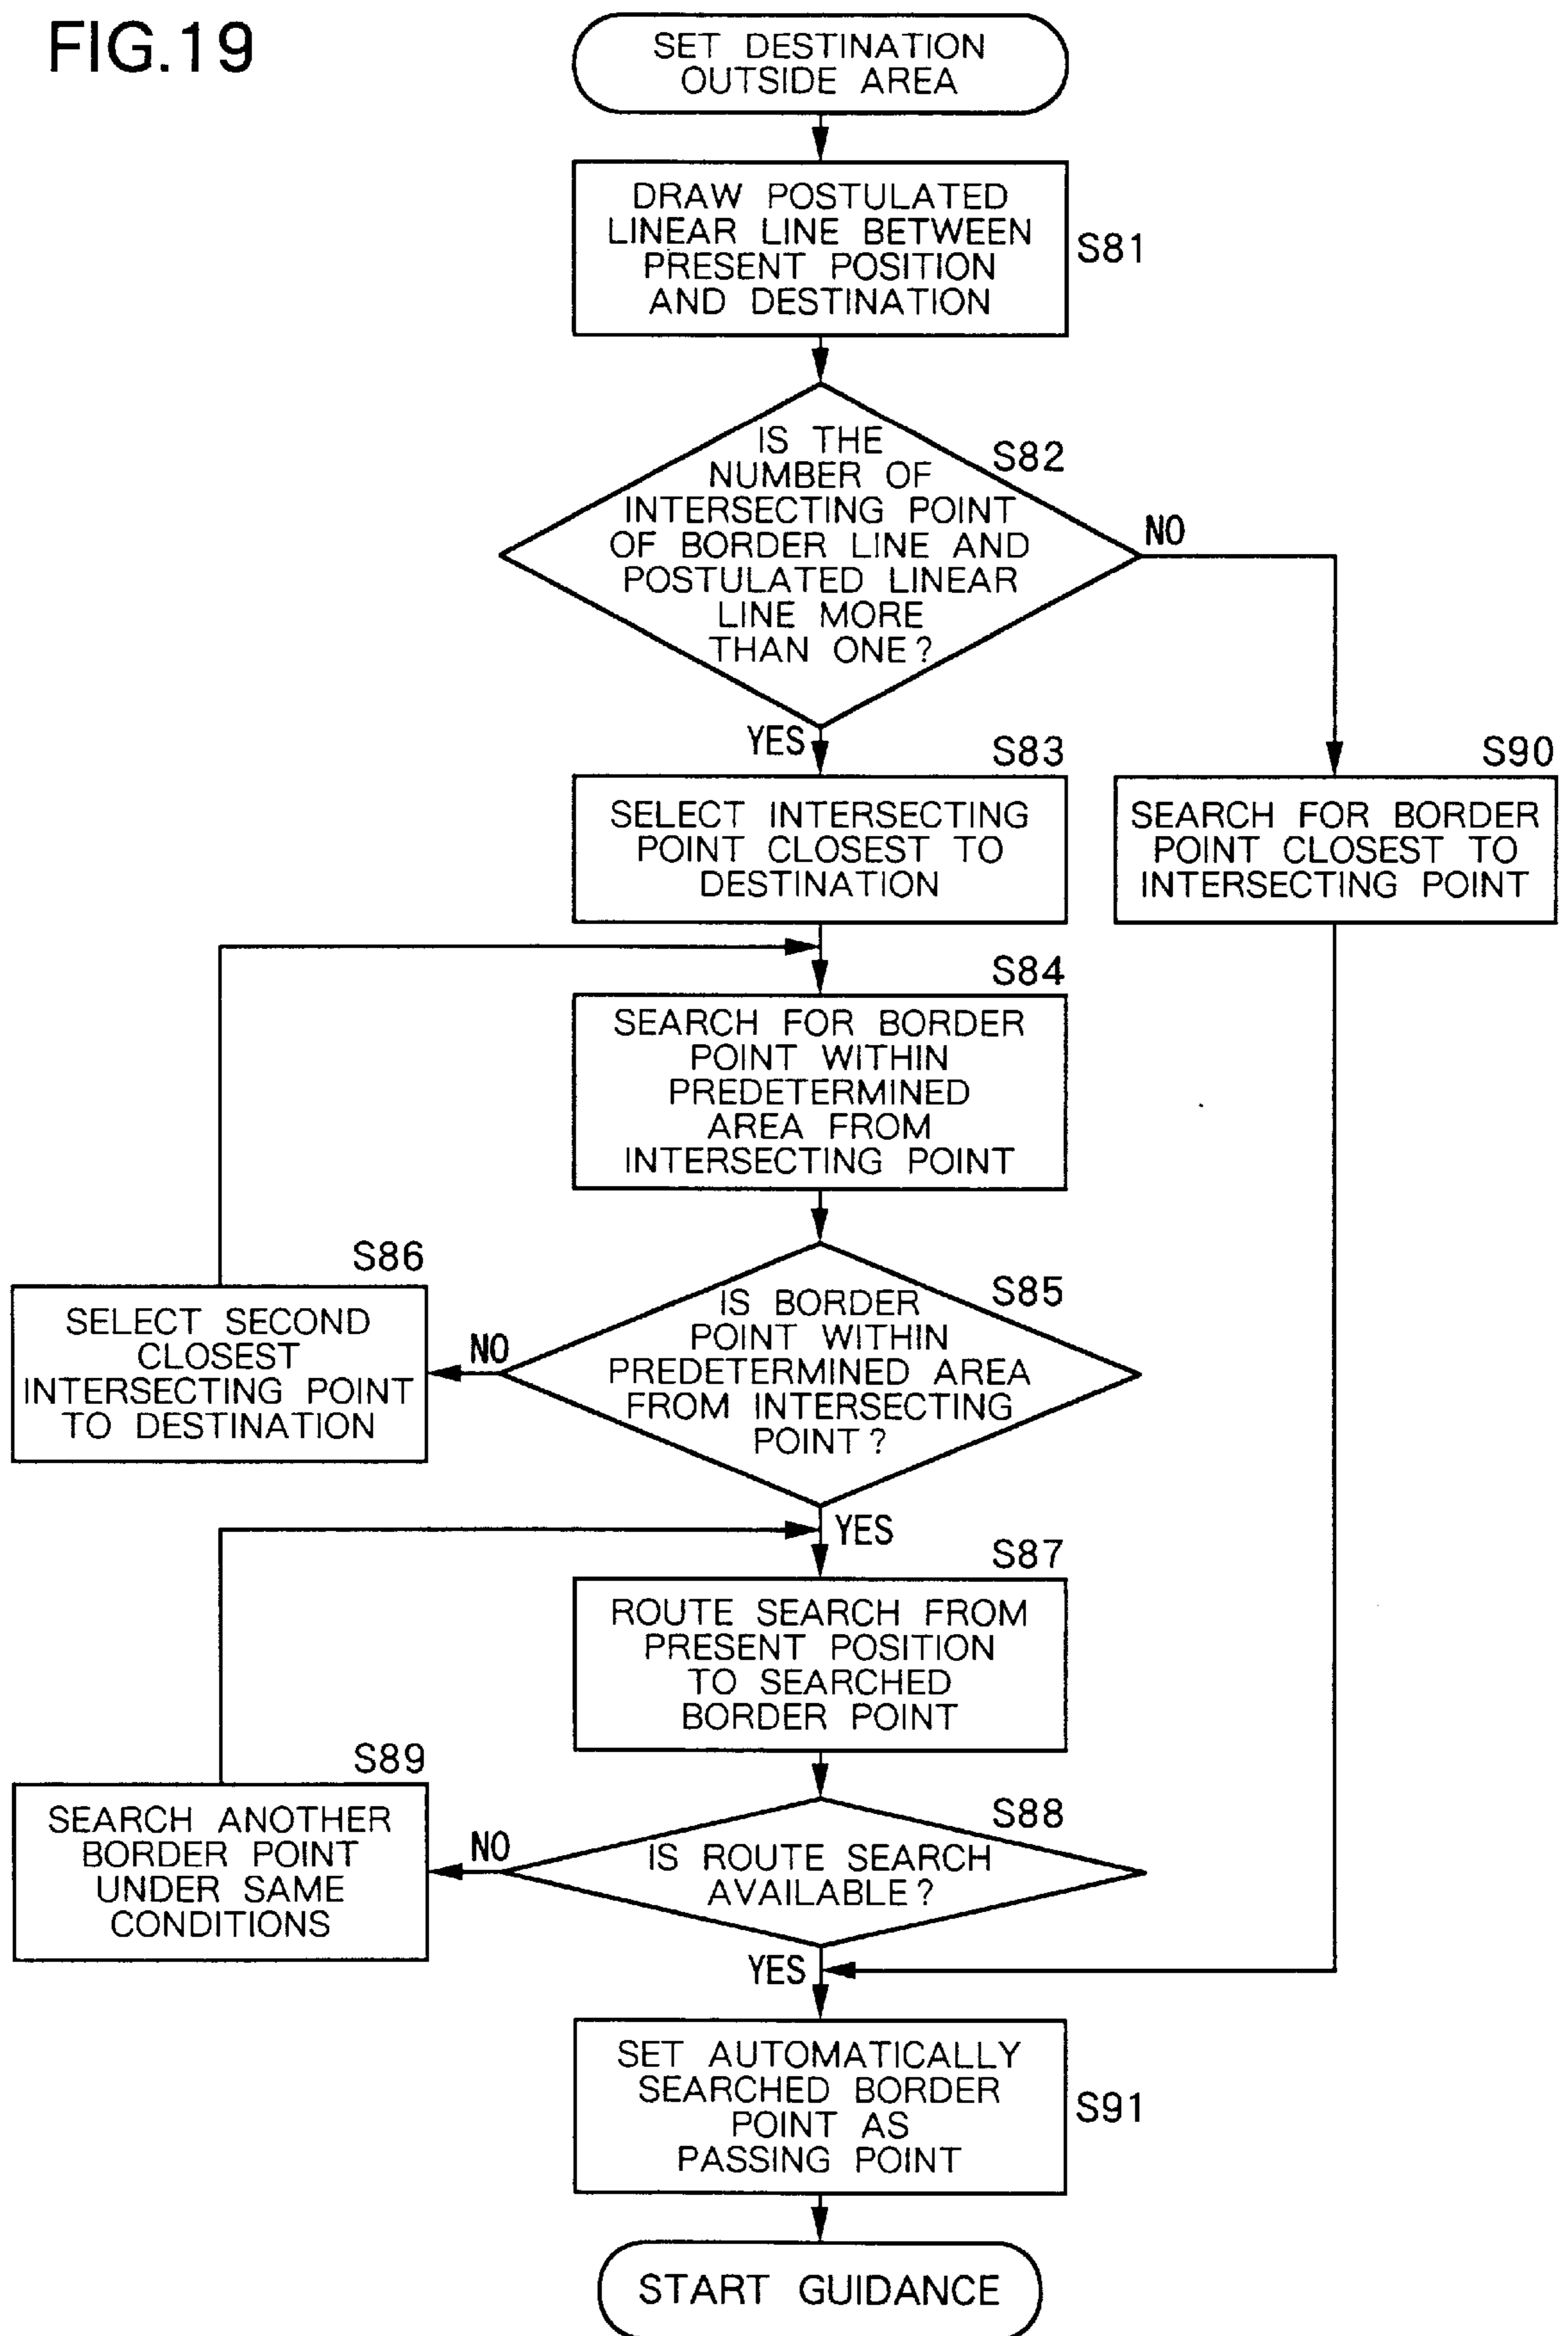 FIG.19
SET DESTINATION
OUTSIDE AREA
DRAW POSTULATED
LINEAR LINE BETWEEN
PRESENT POSITION
AND DESTINATION
S81
IS THE
NUMBER OF
INTERSECTING POINT
OF BORDER LINE AND
POSTULATED LINEAR
LINE MORE
THAN ONE?
S82
NO
YES
S83
SELECT INTERSECTING
POINT CLOSEST TO
DESTINATION
S90
SEARCH FOR BORDER
POINT CLOSEST TO
INTERSECTING POINT
S84
SEARCH FOR BORDER
POINT WITHIN
PREDETERMINED
AREA FROM
INTERSECTING POINT
S85
IS BORDER
POINT WITHIN
PREDETERMINED AREA
FROM INTERSECTING
POINT?
NO
S86
SELECT SECOND
CLOSEST
INTERSECTING POINT
TO DESTINATION
YES
S87
ROUTE SEARCH FROM
PRESENT POSITION
TO SEARCHED
BORDER POINT
S88
IS ROUTE SEARCH
AVAILABLE?
NO
S89
SEARCH ANOTHER
BORDER POINT
UNDER SAME
CONDITIONS
YES
SET AUTOMATICALLY
SEARCHED BORDER
POINT AS
PASSING POINT
S91
START GUIDANCE